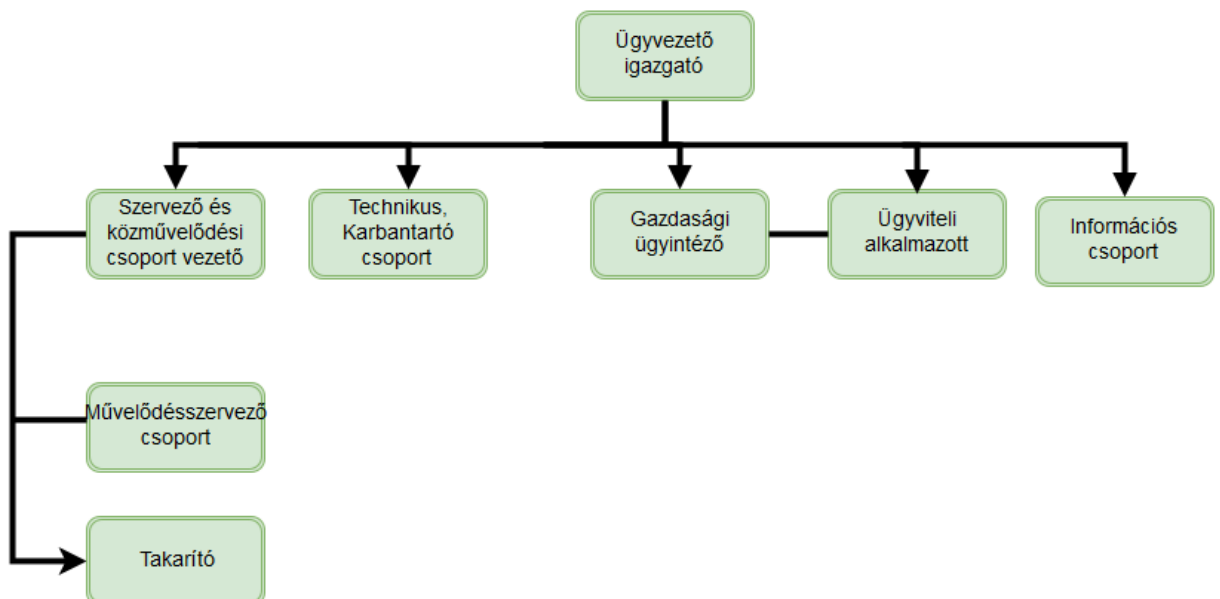 Ügyvezető
igazgató
Szervező és
közművelődési
csoport vezető
Technikus,
Karbantartó
csoport
Gazdasági
ügyintéző
Ügyviteli
alkalmazott
Információs
csoport
Művelődésszervező
csoport
Takarító